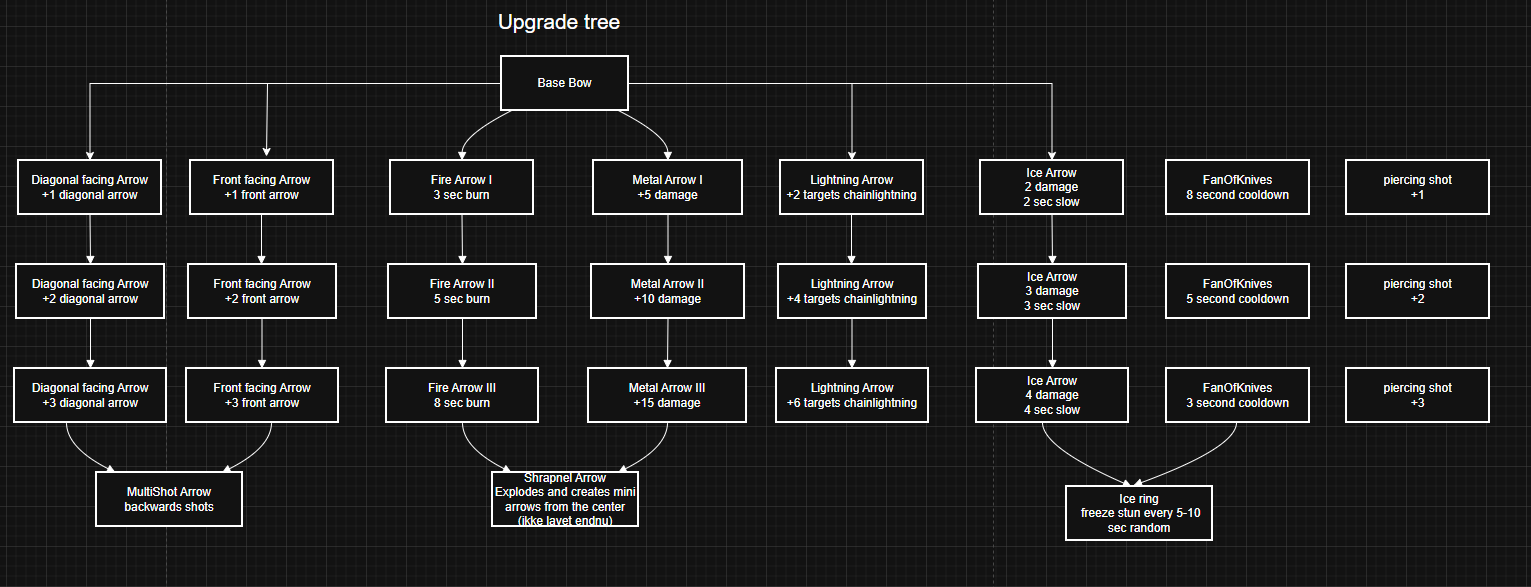 Upgrade tree
Base Bow
Diagonal facing Arrow
+1 diagonal arrow
Front facing Arrow
+1 front arrow
Fire Arrow I
3 sec burn
Metal Arrow I
+5 damage
Lightning Arrow
+2 targets chainlightning
Ice Arrow
2 damage
2 sec slow
FanOfKnives
8 second cooldown
piercing shot
+1
Diagonal facing Arrow
+2 diagonal arrow
Front facing Arrow
+2 front arrow
Fire Arrow II
5 sec burn
Metal Arrow II
+10 damage
Lightning Arrow
+4 targets chainlightning
Ice Arrow
3 damage
3 sec slow
FanOfKnives
5 second cooldown
piercing shot
+2
Diagonal facing Arrow
+3 diagonal arrow
Front facing Arrow
+3 front arrow
Fire Arrow III
8 sec burn
Metal Arrow III
+15 damage
Lightning Arrow
+6 targets chainlightning
Ice Arrow
4 damage
4 sec slow
FanOfKnives
3 second cooldown
piercing shot
+3
MultiShot Arrow
backwards shots
Shrapnel Arrow
Explodes and creates mini
arrows from the center
(ikke lavet endnu)
Ice ring
freeze stun every 5-10
sec random